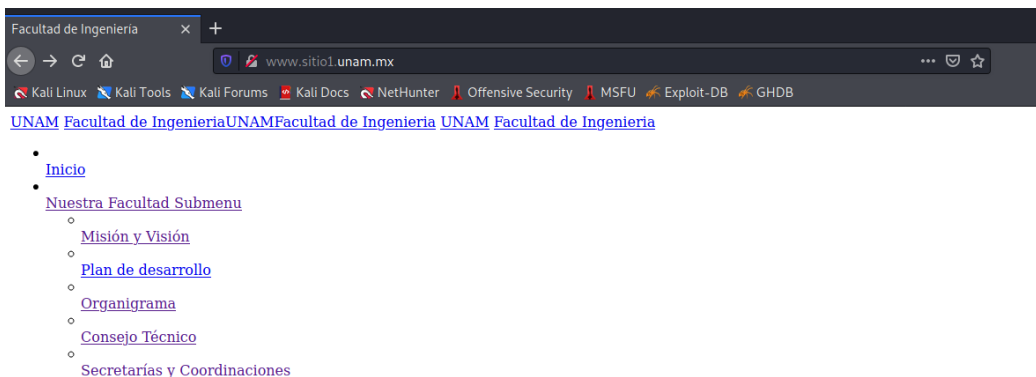 Facultad de Ingeniería
www.sitio1.unam.mx
Kali Linux Kali Tools Kali Forums Kali Docs NetHunter Offensive Security MSFU Exploit-DB GHDB
UNAM Facultad de IngenieriaUNAMFacultad de Ingenieria UNAM Facultad de Ingenieria
Inicio
Nuestra Facultad Submenu
Misión y Visión
Plan de desarrollo
Organigrama
Consejo Técnico
Secretarías y Coordinaciones